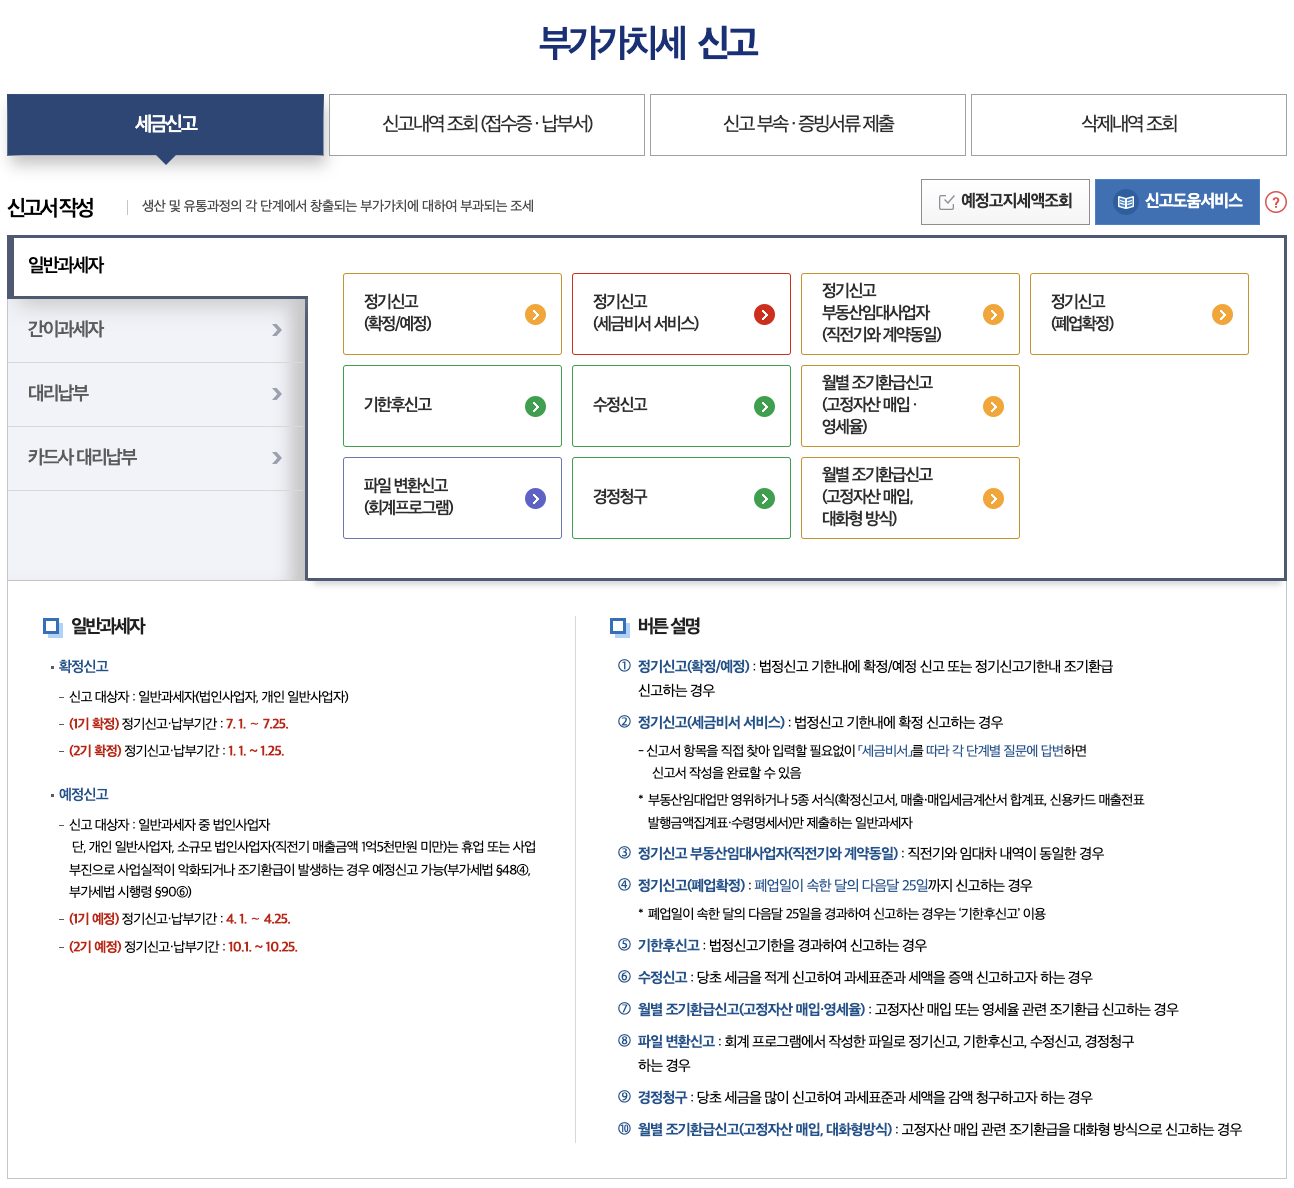 부가가치세 신고
세금신고
신고내역 조회 (접수증 · 납부서)
신고 부속 · 증빙서류 제출
삭제내역 조회
신고서 작성
생산 및 유통과정의 각 단계에서 창출되는 부가가치에 대하여 부과되는 조세
예정고지세액조회
신고도움서비스
?
일반과세자
간이과세자
대리납부
카드사 대리납부
정기신고
(확정/예정)
정기신고
(세금비서 서비스)
정기신고
부동산임대사업자
(직전기와 계약동일)
정기신고
(폐업확정)
기한후신고
수정신고
월별 조기환급신고
(고정자산 매입 ·
영세율)
파일 변환신고
(회계프로그램)
경정청구
월별 조기환급신고
(고정자산 매입,
대화형 방식)
일반과세자
· 확정신고
- 신고 대상자 : 일반과세자(법인사업자, 개인 일반사업자)
- (1기 확정) 정기신고·납부기간 : 7. 1. ~ 7.25.
- (2기 확정) 정기신고·납부기간 : 1. 1. ~ 1.25.
· 예정신고
- 신고 대상자 : 일반과세자 중 법인사업자
단, 개인 일반사업자, 소규모 법인사업자(직전기 매출금액 1억5천만원 미만)는 휴업 또는 사업
부진으로 사업실적이 악화되거나 조기환급이 발생하는 경우 예정신고 가능(부가세법 §48④,
부가세법 시행령 §90⑥)
- (1기 예정) 정기신고·납부기간 : 4. 1. ~ 4.25.
- (2기 예정) 정기신고·납부기간 : 10.1. ~ 10.25.
버튼 설명
① 정기신고(확정/예정) : 법정신고 기한내에 확정/예정 신고 또는 정기신고기한내 조기환급
신고하는 경우
② 정기신고(세금비서 서비스) : 법정신고 기한내에 확정 신고하는 경우
- 신고서 항목을 직접 찾아 입력할 필요없이 「세금비서」를 따라 각 단계별 질문에 답변하면
신고서 작성을 완료할 수 있음
* 부동산임대업만 영위하거나 5종 서식(확정신고서, 매출·매입세금계산서 합계표, 신용카드 매출전표
발행금액집계표·수령명세서)만 제출하는 일반과세자
③ 정기신고 부동산임대사업자(직전기와 계약동일) : 직전기와 임대차 내역이 동일한 경우
④ 정기신고(폐업확정) : 폐업일이 속한 달의 다음달 25일까지 신고하는 경우
* 폐업일이 속한 달의 다음달 25일을 경과하여 신고하는 경우는 '기한후신고' 이용
⑤ 기한후신고 : 법정신고기한을 경과하여 신고하는 경우
⑥ 수정신고 : 당초 세금을 적게 신고하여 과세표준과 세액을 증액 신고하고자 하는 경우
⑦ 월별 조기환급신고(고정자산 매입·영세율) : 고정자산 매입 또는 영세율 관련 조기환급 신고하는 경우
⑧ 파일 변환신고 : 회계 프로그램에서 작성한 파일로 정기신고, 기한후신고, 수정신고, 경정청구
하는 경우
⑨ 경정청구 : 당초 세금을 많이 신고하여 과세표준과 세액을 감액 청구하고자 하는 경우
⑩ 월별 조기환급신고(고정자산 매입, 대화형방식) : 고정자산 매입 관련 조기환급을 대화형 방식으로 신고하는 경우